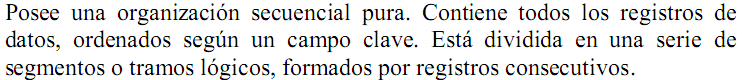 Posee una organización secuencial pura. Contiene todos los registros de
datos, ordenados según un campo clave. Está dividida en una serie de
segmentos o tramos lógicos, formados por registros consecutivos.